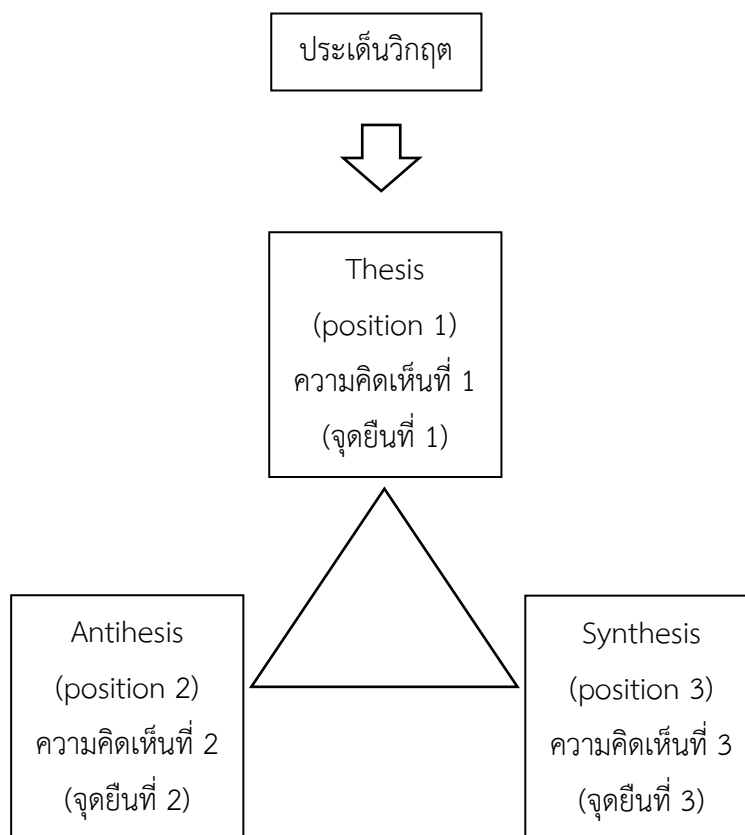 ประเด็นวิกฤต
Thesis
(position 1)
ความคิดเห็นที่ 1
(จุดยืนที่ 1)
Antihesis
(position 2)
ความคิดเห็นที่ 2
(จุดยืนที่ 2)
Synthesis
(position 3)
ความคิดเห็นที่ 3
(จุดยืนที่ 3)